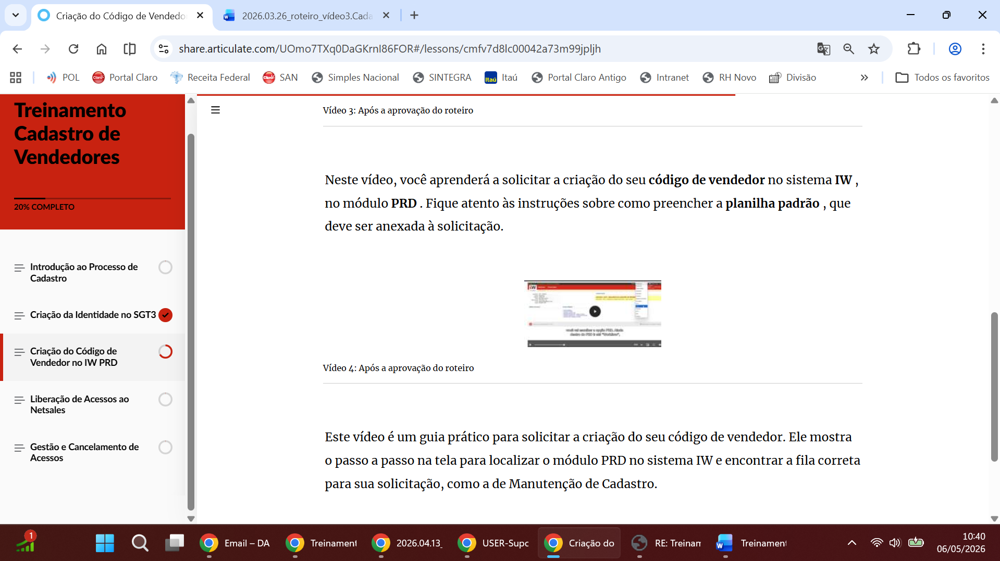 Criação do Código de Vendedo
2026.03.26_roteiro_vídeo3.Cada
share.articulate.com/UOmo7TXq0DaGKrnI86FOR#/lessons/cmfv7d8lc00042a73m99jpljh
POL
Portal Claro
Receita Federal
SAN
Simples Nacional
SINTEGRA
Itaú
Portal Claro Antigo
Intranet
RH Novo
Divisão
Todos os favoritos
Treinamento
Cadastro de
Vendedores
20% COMPLETO
Introdução ao Processo de
Cadastro
Criação da Identidade no SGT3
Criação do Código de
Vendedor no IW PRD
Liberação de Acessos ao
Netsales
Gestão e Cancelamento de
Acessos
Vídeo 3: Após a aprovação do roteiro
Neste vídeo, você aprenderá a solicitar a criação do seu código de vendedor no sistema IW ,
no módulo PRD . Fique atento às instruções sobre como preencher a planilha padrão , que
deve ser anexada à solicitação.
IW
você vai escolher a opção PRD. Ainda
Vídeo 4: Após a aprovação do roteiro
Este vídeo é um guia prático para solicitar a criação do seu código de vendedor. Ele mostra
o passo a passo na tela para localizar o módulo PRD no sistema IW e encontrar a fila correta
para sua solicitação, como a de Manutenção de Cadastro.
1
Email – DA
Treinament
2026.04.13_
USER-Supc
Criação do
RE: Treinan
Treinament
10:40
06/05/2026